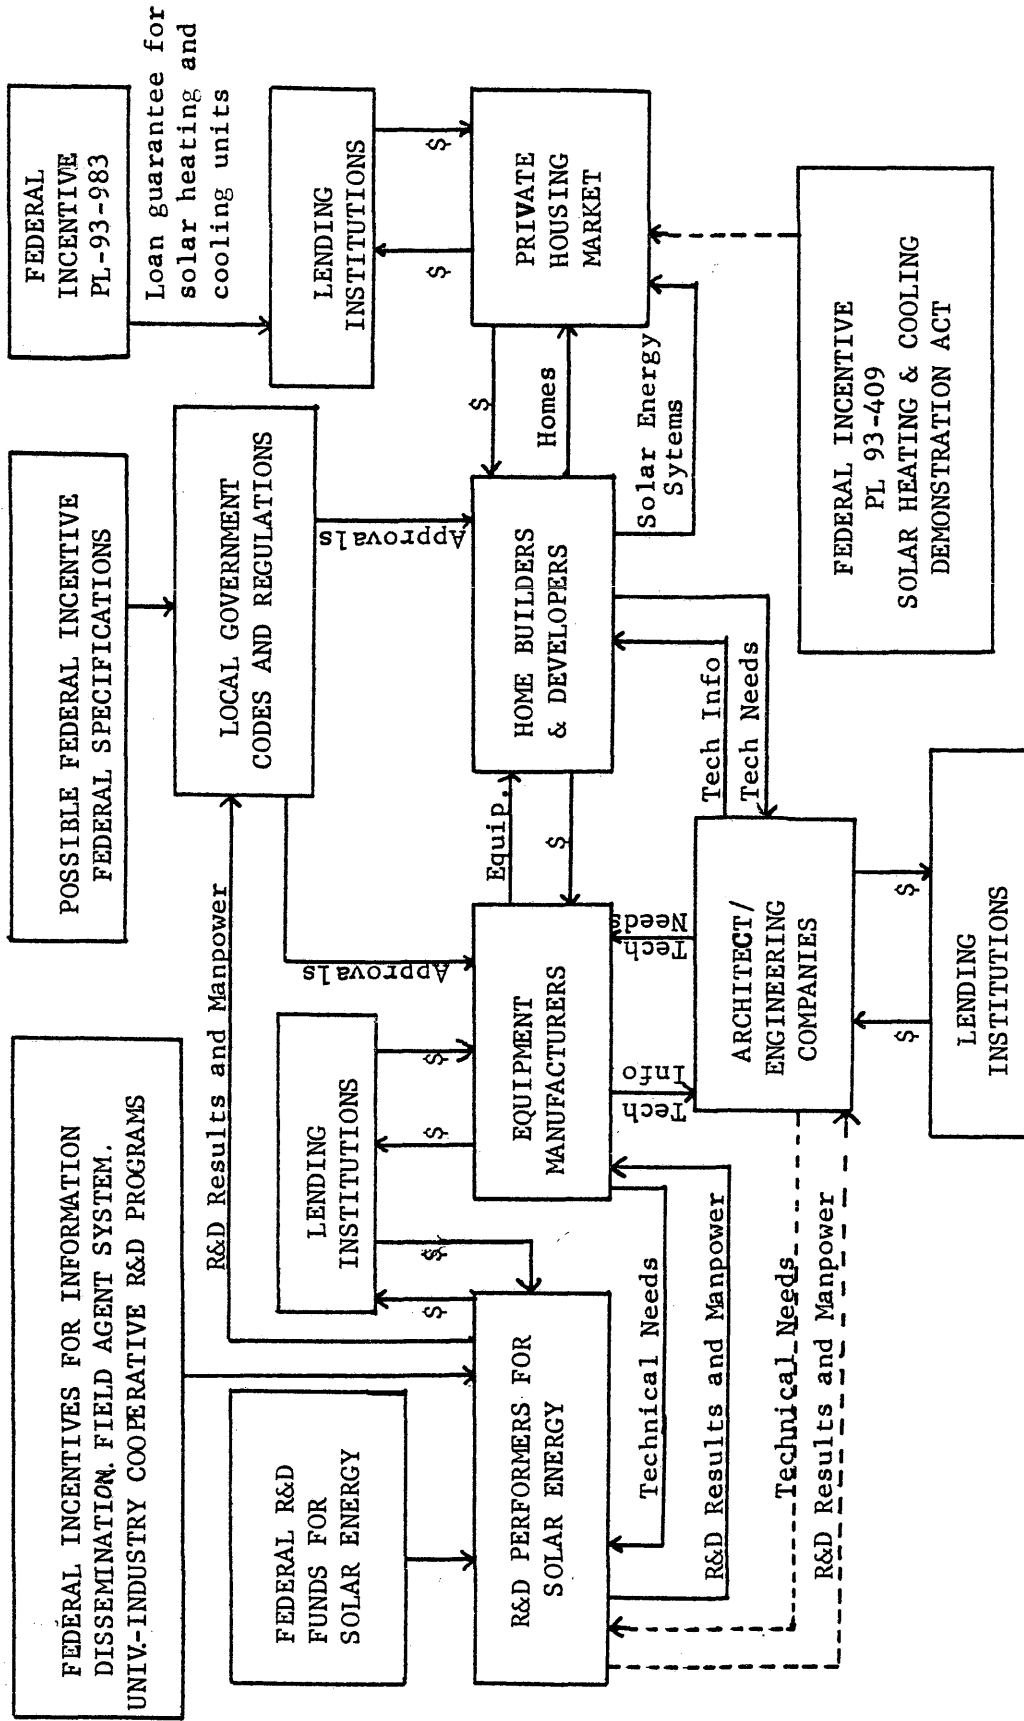 FEDERAL INCENTIVES FOR INFORMATION
DISSEMINATION. FIELD AGENT SYSTEM.
UNIV.-INDUSTRY COOPERATIVE R&D PROGRAMS
POSSIBLE FEDERAL INCENTIVE
FEDERAL SPECIFICATIONS
FEDERAL
INCENTIVE
PL-93-983
Loan guarantee for
solar heating and
cooling units
R&D Results and Manpower
LOCAL GOVERNMENT
CODES AND REGULATIONS
FEDERAL R&D
FUNDS FOR
SOLAR ENERGY
LENDING
INSTITUTIONS
LENDING
INSTITUTIONS
Approvals
Approvals
$
$
$
$
$
$
R&D PERFORMERS FOR
SOLAR ENERGY
EQUIPMENT
MANUFACTURERS
Equip.
$
HOME BUILDERS
& DEVELOPERS
$
Homes
PRIVATE
HOUSING
MARKET
Technical Needs
R&D Results and Manpower
Tech
Info
Tech
Needs
Tech Info
Tech Needs
Solar Energy
Sytems
Technical Needs
R&D Results and Manpower
ARCHITECT/
ENGINEERING
COMPANIES
$
$
LENDING
INSTITUTIONS
FEDERAL INCENTIVE
PL 93-409
SOLAR HEATING & COOLING
DEMONSTRATION ACT